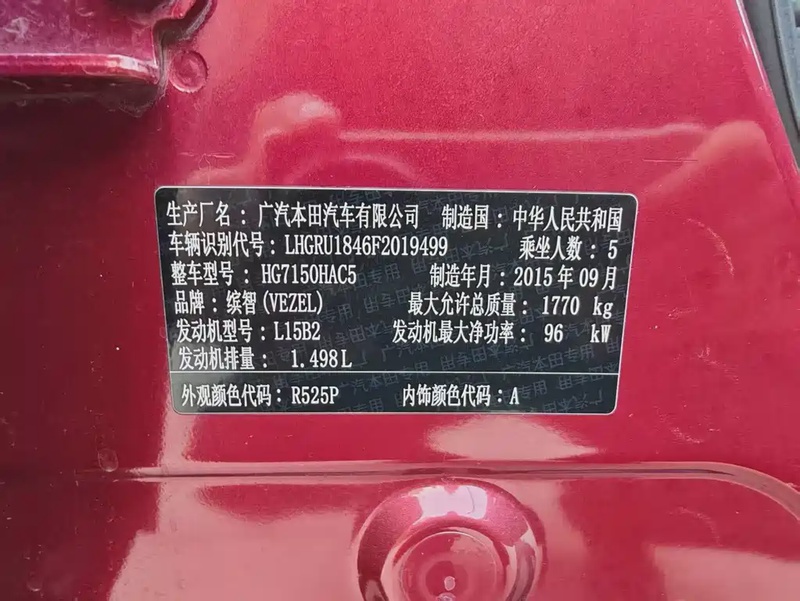 生产厂名：广汽本田汽车有限公司 制造国：中华人民共和国
车辆识别代号：LHGRU1846F2019499 乘坐人数：5
整车型号：HG7150HAC5 制造年月：2015年09月
品牌：缤智(VEZEL) 最大允许总质量：1770 kg
发动机型号：L15B2 发动机最大净功率：96 kW
发动机排量：1.498L
外观颜色代码：R525P 内饰颜色代码：A